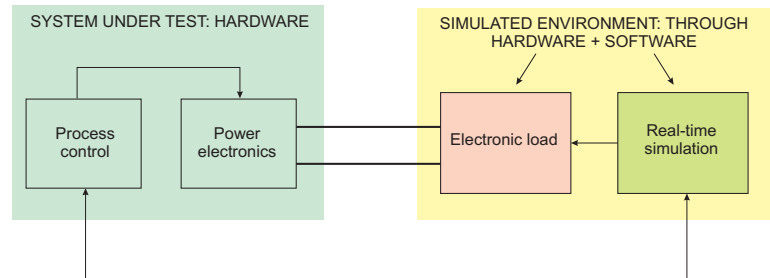 SYSTEM UNDER TEST: HARDWARE
SIMULATED ENVIRONMENT: THROUGH
HARDWARE + SOFTWARE
Process
control
Power
electronics
Electronic load
Real-time
simulation